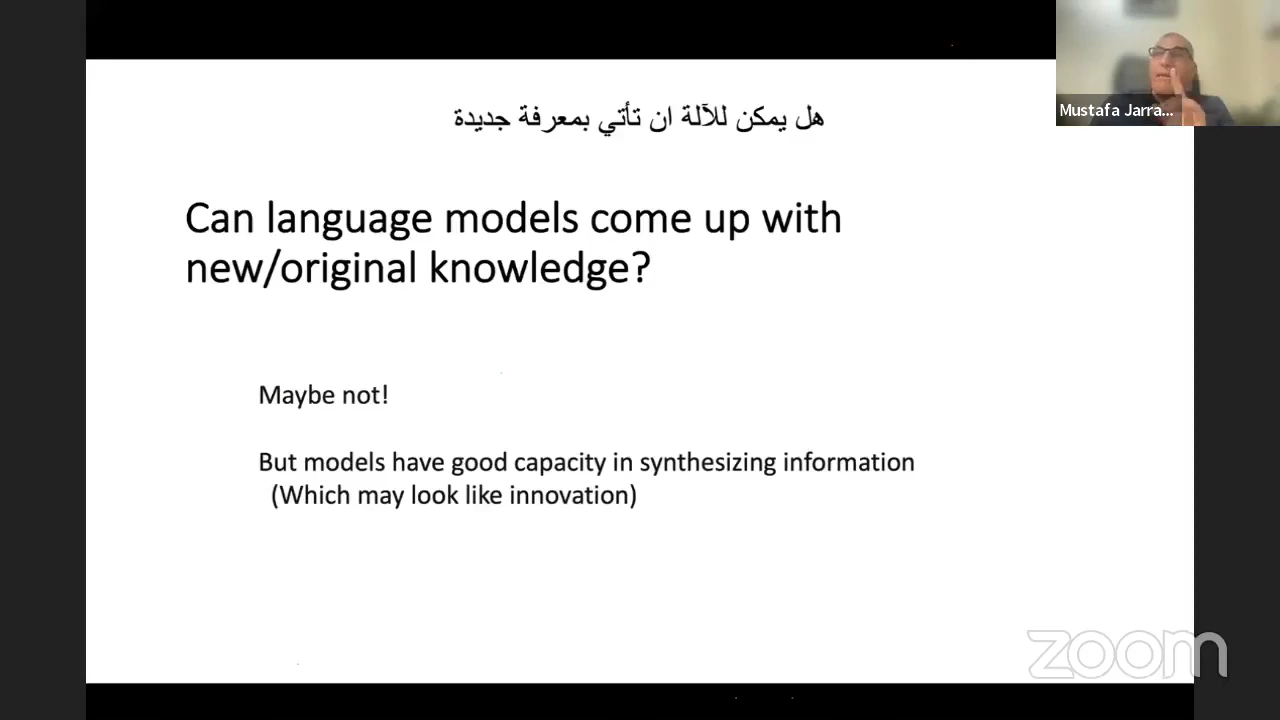 هل يمكن للآلة ان تأتي بمعرفة جديدة
Mustafa Jarra...
Can language models come up with
new/original knowledge?
Maybe not!
But models have good capacity in synthesizing information
(Which may look like innovation)
zoom